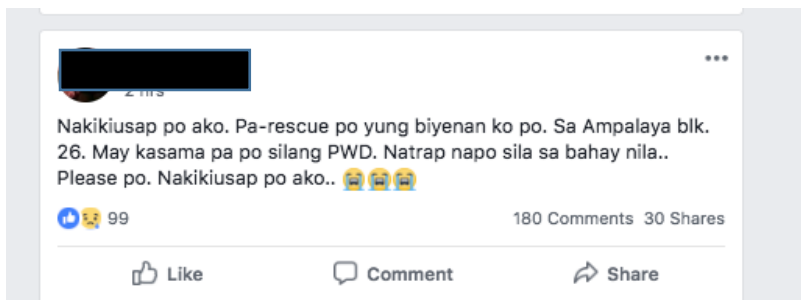 2 hrs
Nakikiusap po ako. Pa-rescue po yung biyenan ko po. Sa Ampalaya blk.
26. May kasama pa po silang PWD. Natrap napo sila sa bahay nila..
Please po. Nakikiusap po ako.. 😭😭😭
99 180 Comments 30 Shares
Like Comment Share